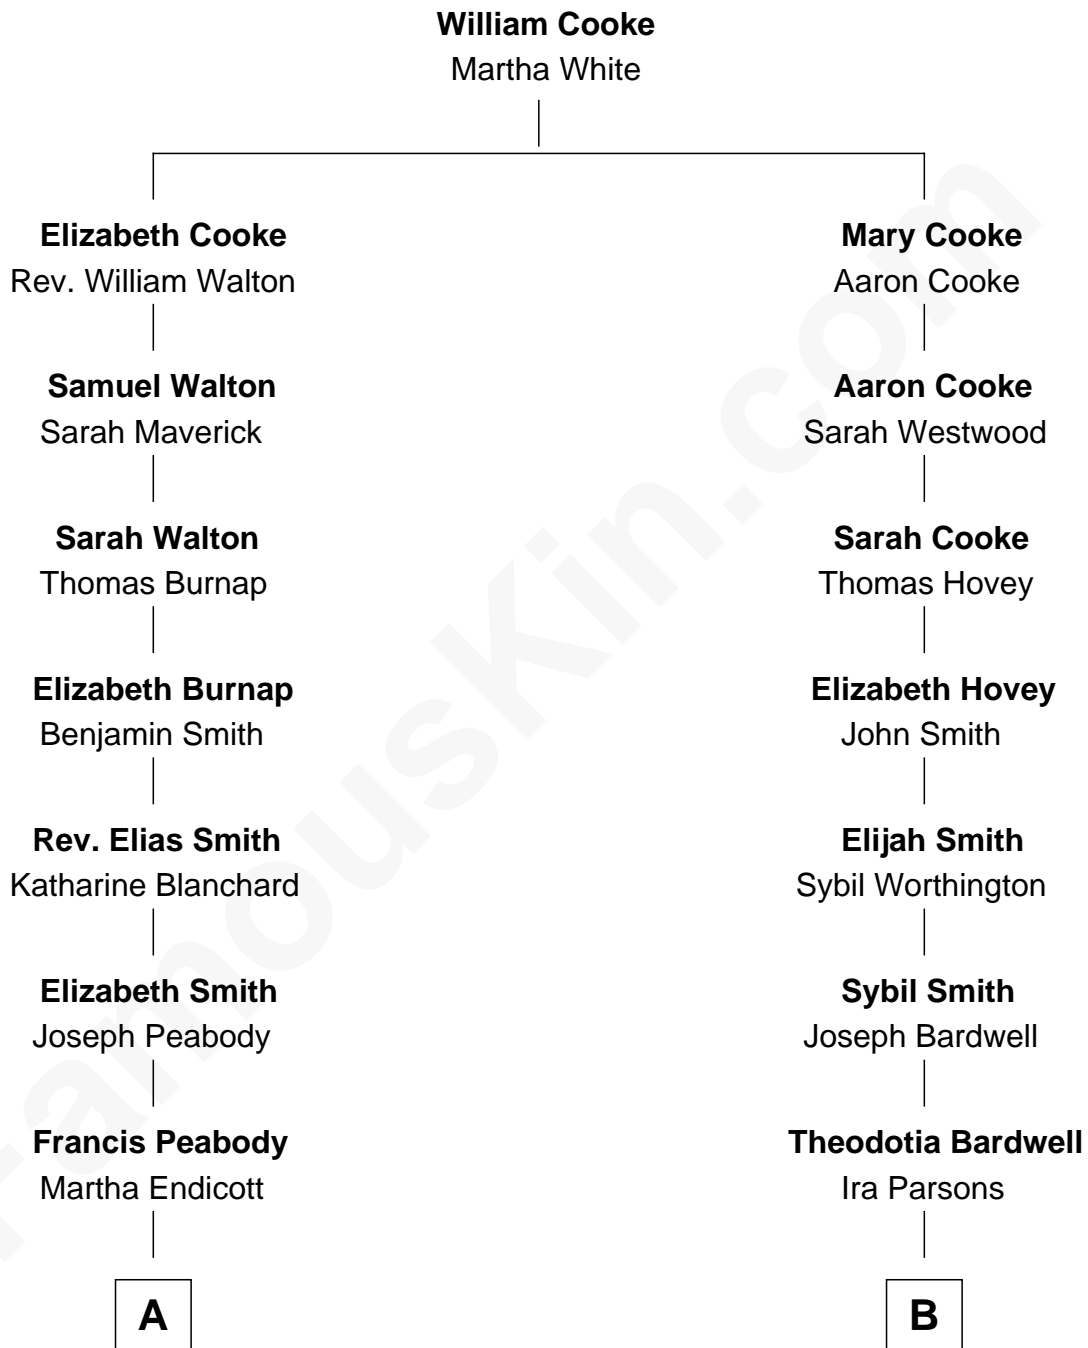 William Cooke
Martha White
Elizabeth Cooke
Rev. William Walton
Mary Cooke
Aaron Cooke
Samuel Walton
Sarah Maverick
Aaron Cooke
Sarah Westwood
Sarah Walton
Thomas Burnap
Sarah Cooke
Thomas Hovey
Elizabeth Burnap
Benjamin Smith
Elizabeth Hovey
John Smith
Rev. Elias Smith
Katharine Blanchard
Elijah Smith
Sybil Worthington
Elizabeth Smith
Joseph Peabody
Sybil Smith
Joseph Bardwell
Francis Peabody
Martha Endicott
Theodotia Bardwell
Ira Parsons
A
B
FamousKin.com